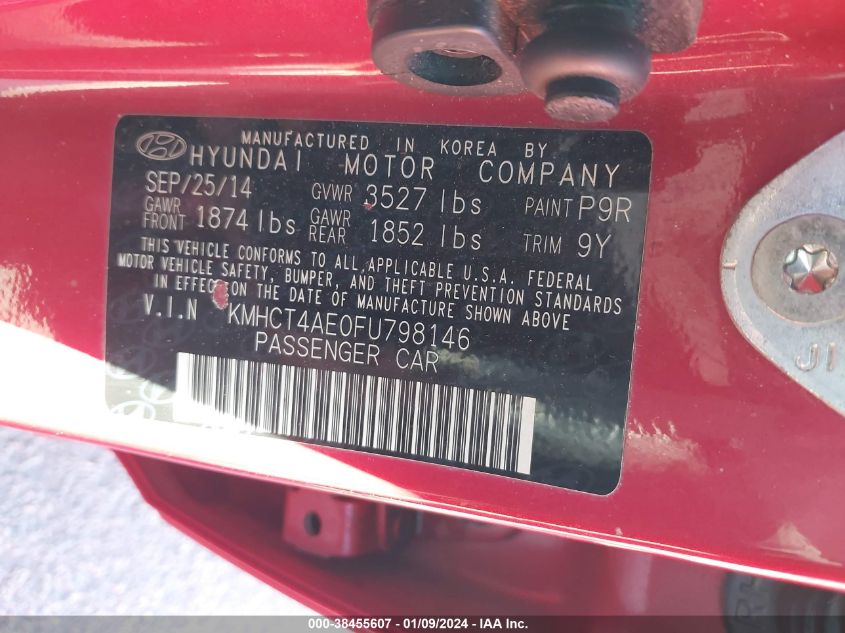 MANUFACTURED IN KOREA BY
HYUNDAI MOTOR COMPANY
SEP/25/14 GVWR 3527 lbs PAINT P9R
GAWR FRONT 1874 lbs GAWR REAR 1852 lbs TRIM 9Y
THIS VEHICLE CONFORMS TO ALL APPLICABLE U.S.A. FEDERAL
MOTOR VEHICLE SAFETY, BUMPER, AND THEFT PREVENTION STANDARDS
IN EFFECT ON THE DATE OF MANUFACTURE SHOWN ABOVE
V.I.N KMHCT4AE0FU798146
PASSENGER CAR
000-38455607 - 01/09/2024 - IAA Inc.